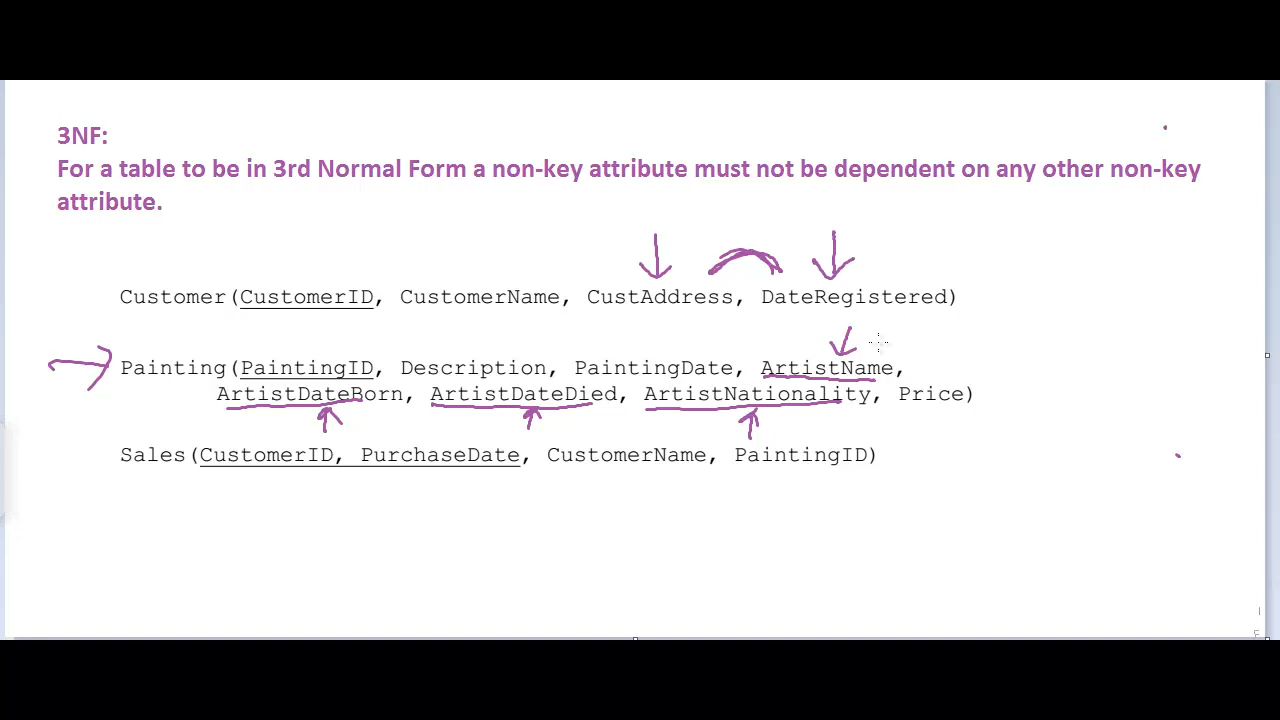 3NF:
For a table to be in 3rd Normal Form a non-key attribute must not be dependent on any other non-key
attribute.
Customer(CustomerID, CustomerName, CustAddress, DateRegistered)
Painting(PaintingID, Description, PaintingDate, ArtistName,
ArtistDateBorn, ArtistDateDied, ArtistNationality, Price)
Sales(CustomerID, PurchaseDate, CustomerName, PaintingID)